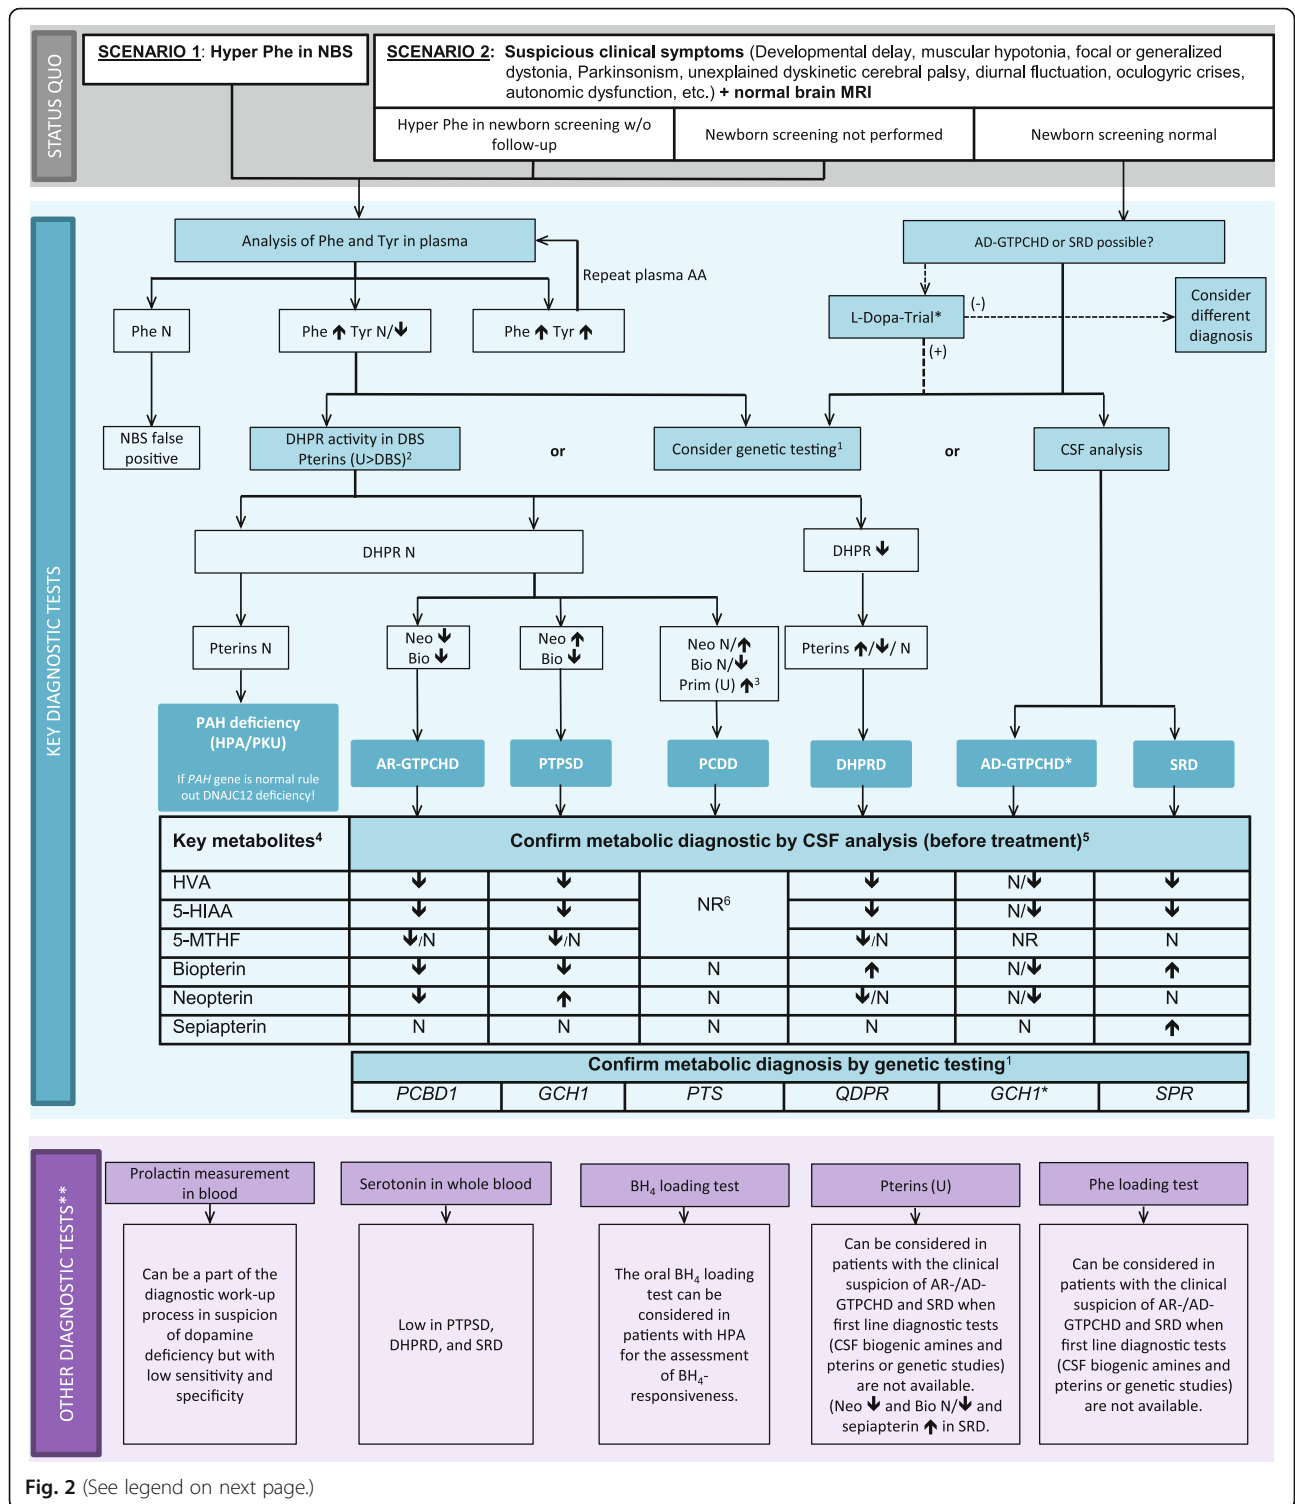 STATUS QUO
SCENARIO 1: Hyper Phe in NBS
SCENARIO 2: Suspicious clinical symptoms (Developmental delay, muscular hypotonia, focal or generalized
dystonia, Parkinsonism, unexplained dyskinetic cerebral palsy, diurnal fluctuation, oculogyric crises,
autonomic dysfunction, etc.) + normal brain MRI
Hyper Phe in newborn screening w/o
follow-up
Newborn screening not performed
Newborn screening normal
KEY DIAGNOSTIC TESTS
Analysis of Phe and Tyr in plasma
AD-GTPCHD or SRD possible?
Repeat plasma AA
Phe N
Phe ↑ Tyr N/↓
Phe ↑ Tyr ↑
L-Dopa-Trial*
(-)
(+)
Consider
different
diagnosis
NBS false
positive
DHPR activity in DBS
Pterins (U>DBS)²
or
Consider genetic testing¹
or
CSF analysis
DHPR N
DHPR ↓
Pterins N
Neo ↓
Bio ↓
Neo ↑
Bio ↓
Neo N/↑
Bio N/↓
Prim (U) ↑³
Pterins ↑/↓/ N
PAH deficiency
(HPA/PKU)
If PAH gene is normal rule
out DNAJC12 deficiency!
AR-GTPCHD
PTPSD
PCDD
DHPRD
AD-GTPCHD*
SRD
Key metabolites⁴ Confirm metabolic diagnostic by CSF analysis (before treatment)⁵
HVA ↓ ↓ NR⁶ ↓ N/↓ ↓
5-HIAA ↓ ↓ ↓ N/↓ ↓
5-MTHF ↓/N ↓/N ↓/N NR N
Biopterin ↓ ↓ N ↑ N/↓ ↑
Neopterin ↓ ↑ N ↓/N N/↓ N
Sepiapterin N N N N N ↑
Confirm metabolic diagnosis by genetic testing¹
PCBD1 GCH1 PTS QDPR GCH1* SPR
OTHER DIAGNOSTIC TESTS**
Prolactin measurement
in blood
Can be a part of the
diagnostic work-up
process in suspicion
of dopamine
deficiency but with
low sensitivity and
specificity
Serotonin in whole blood
Low in PTPSD,
DHPRD, and SRD
BH₄ loading test
The oral BH₄ loading
test can be
considered in
patients with HPA
for the assessment
of BH₄-
responsiveness.
Pterins (U)
Can be considered in
patients with the clinical
suspicion of AR-/AD-
GTPCHD and SRD when
first line diagnostic tests
(CSF biogenic amines and
pterins or genetic studies)
are not available.
(Neo ↓ and Bio N/↓ and
sepiapterin ↑ in SRD.
Phe loading test
Can be considered in
patients with the clinical
suspicion of AR-/AD-
GTPCHD and SRD when
first line diagnostic tests
(CSF biogenic amines and
pterins or genetic studies)
are not available.
Fig. 2 (See legend on next page.)